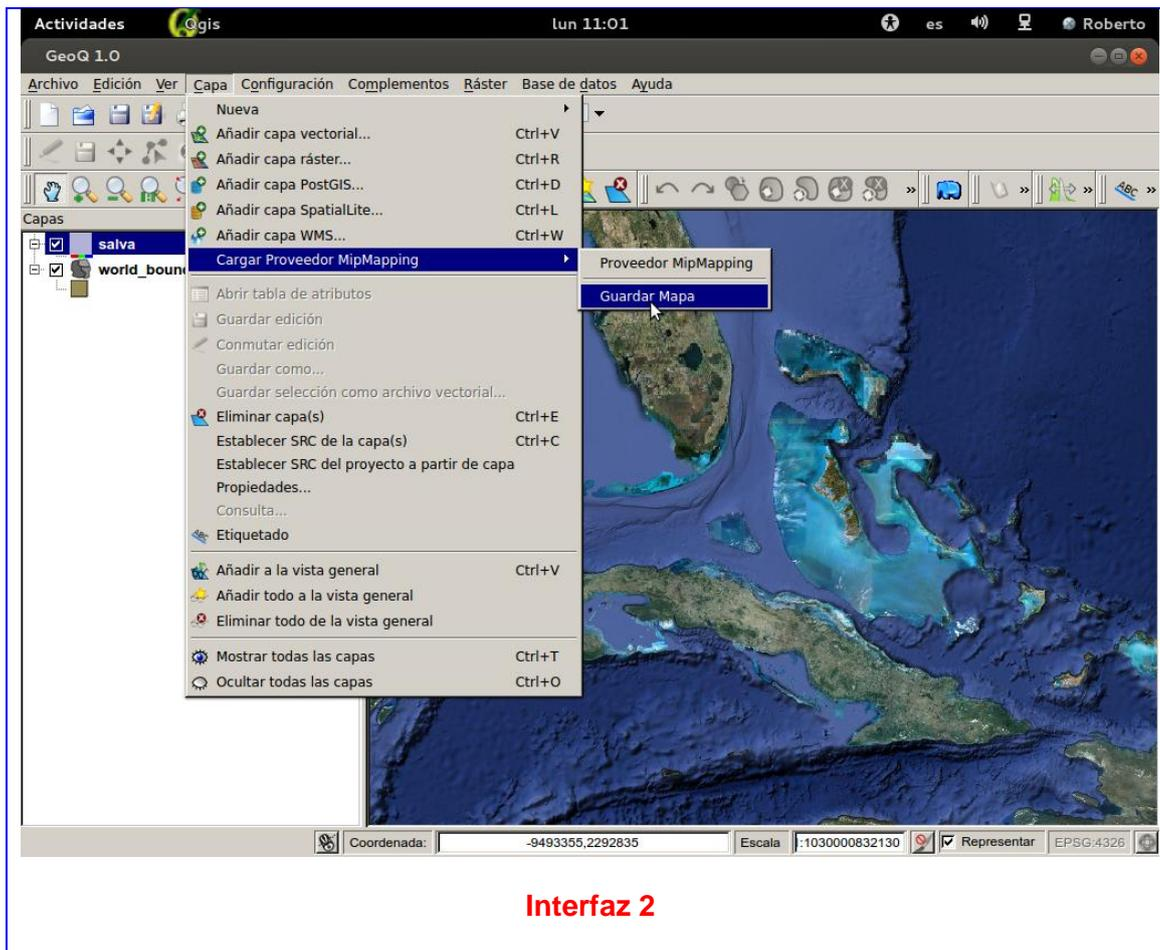 Actividades Qgis lun 11:01 es Roberto
GeoQ 1.0
Archivo Edición Ver Capa Configuración Complementos Ráster Base de datos Ayuda
Nueva
Añadir capa vectorial... Ctrl+V
Añadir capa ráster... Ctrl+R
Añadir capa PostGIS... Ctrl+D
Añadir capa SpatialLite... Ctrl+L
Añadir capa WMS... Ctrl+W
Cargar Proveedor MipMapping
Proveedor MipMapping
Guardar Mapa
Capas
salva
world_boun
Abrir tabla de atributos
Guardar edición
Conmutar edición
Guardar como...
Guardar selección como archivo vectorial...
Eliminar capa(s) Ctrl+E
Establecer SRC de la capa(s) Ctrl+C
Establecer SRC del proyecto a partir de capa
Propiedades...
Consulta...
Etiquetado
Añadir a la vista general Ctrl+V
Añadir todo a la vista general
Eliminar todo de la vista general
Mostrar todas las capas Ctrl+T
Ocultar todas las capas Ctrl+O
ABC
Coordenada: -9493355,2292835 Escala :1030000832130 Representar EPSG:4326
Interfaz 2